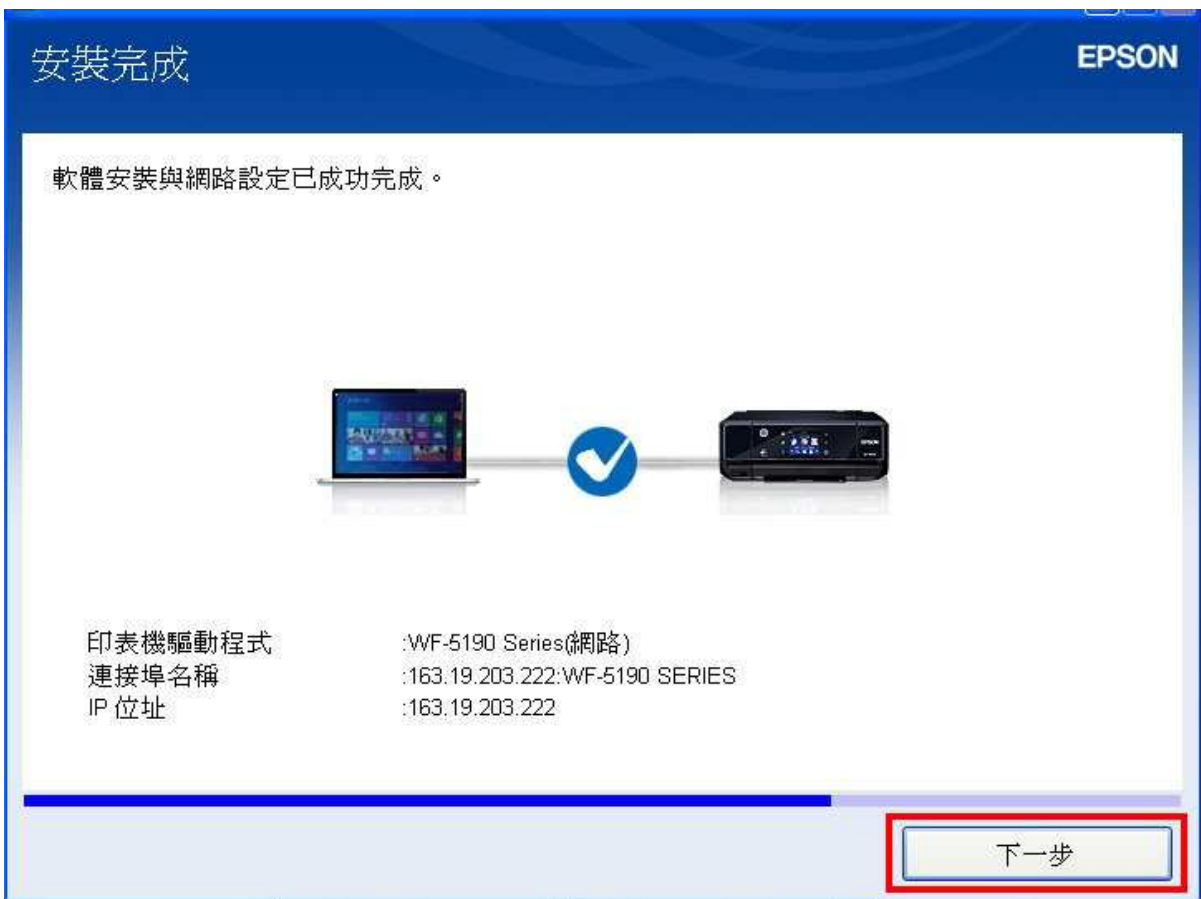 安裝完成
EPSON
軟體安裝與網路設定已成功完成。
印表機驅動程式 :WF-5190 Series(網路)
連接埠名稱 :163.19.203.222:WF-5190 SERIES
IP 位址 :163.19.203.222
下一步